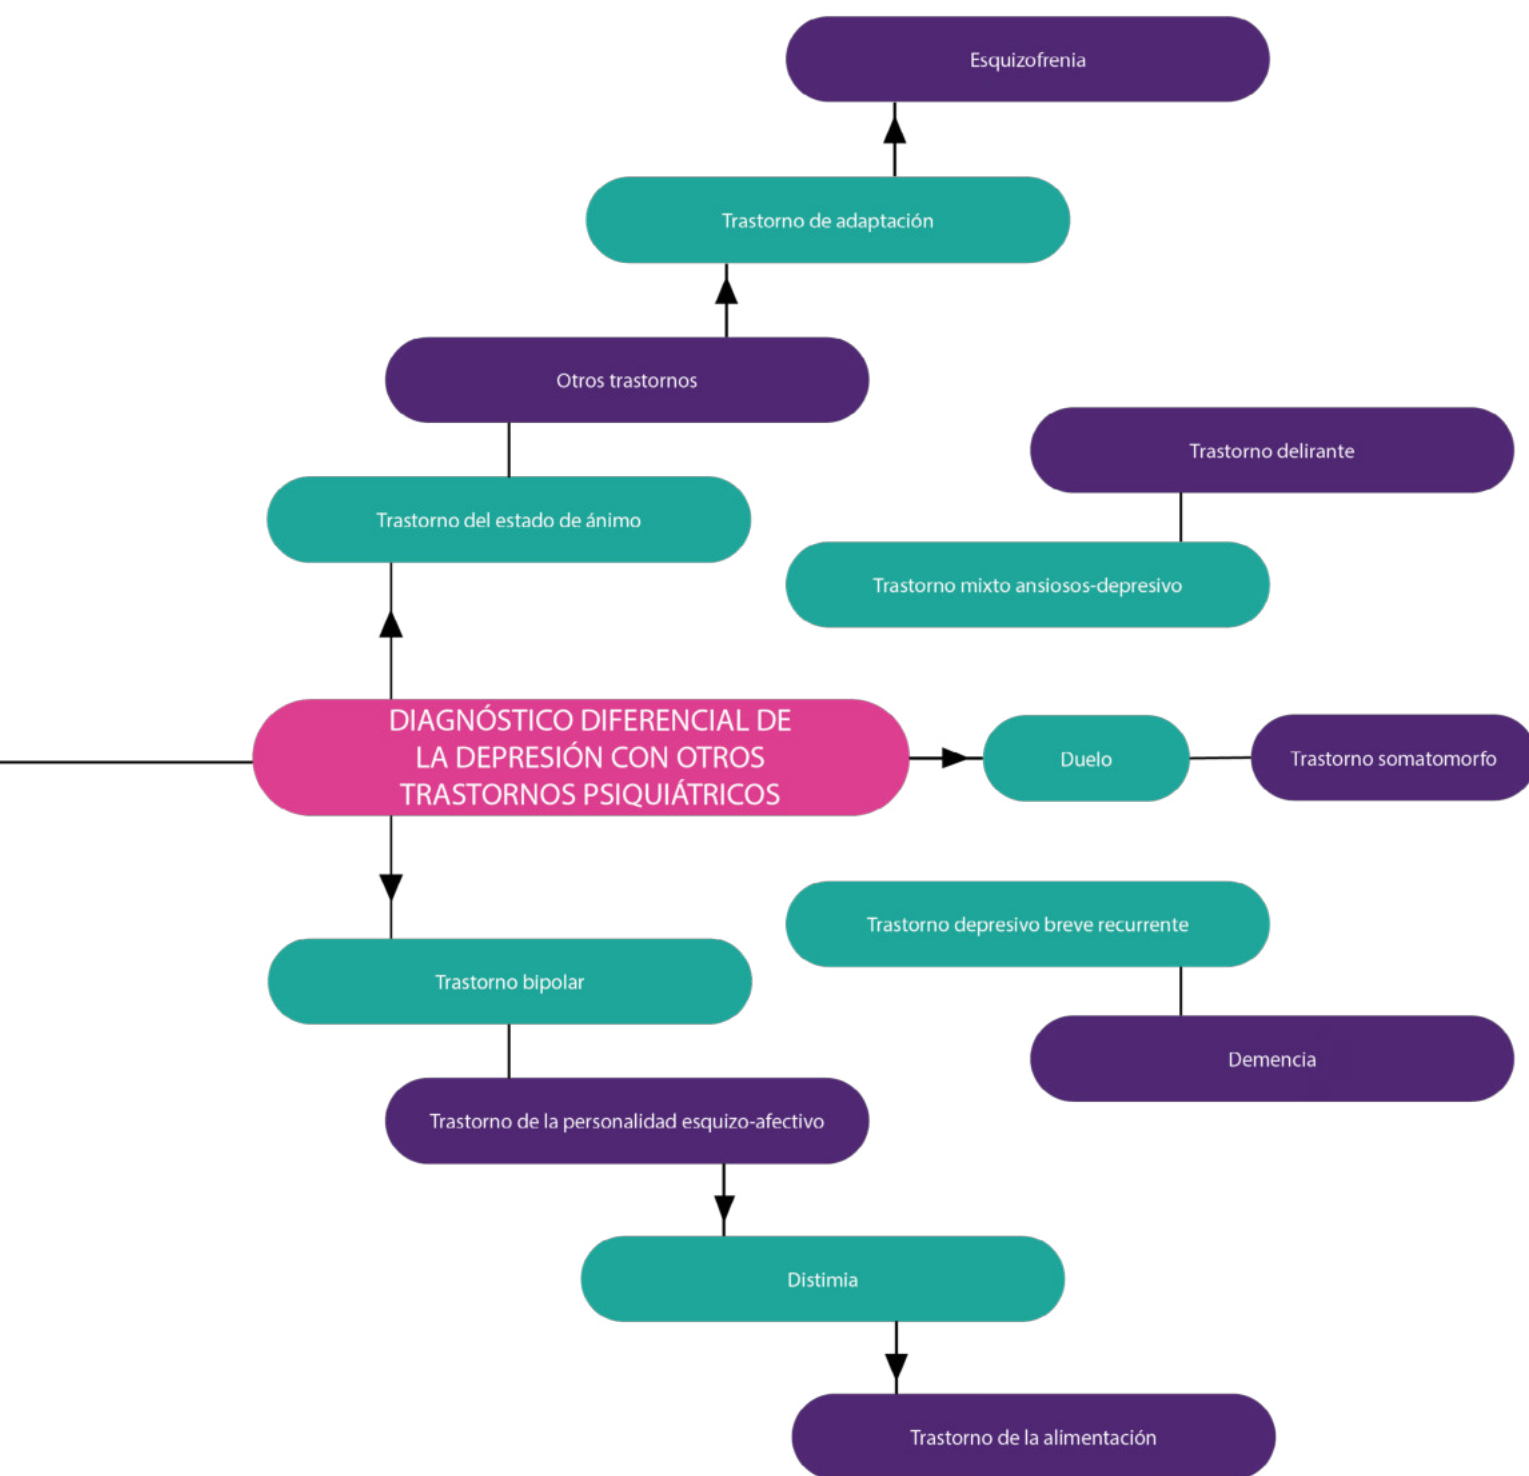 Esquizofrenia
Trastorno de adaptación
Otros trastornos
Trastorno delirante
Trastorno del estado de ánimo
Trastorno mixto ansiosos-depresivo
DIAGNÓSTICO DIFERENCIAL DE
LA DEPRESIÓN CON OTROS
TRASTORNOS PSIQUIÁTRICOS
Duelo
Trastorno somatomorfo
Trastorno depresivo breve recurrente
Trastorno bipolar
Demencia
Trastorno de la personalidad esquizo-afectivo
Distimia
Trastorno de la alimentación